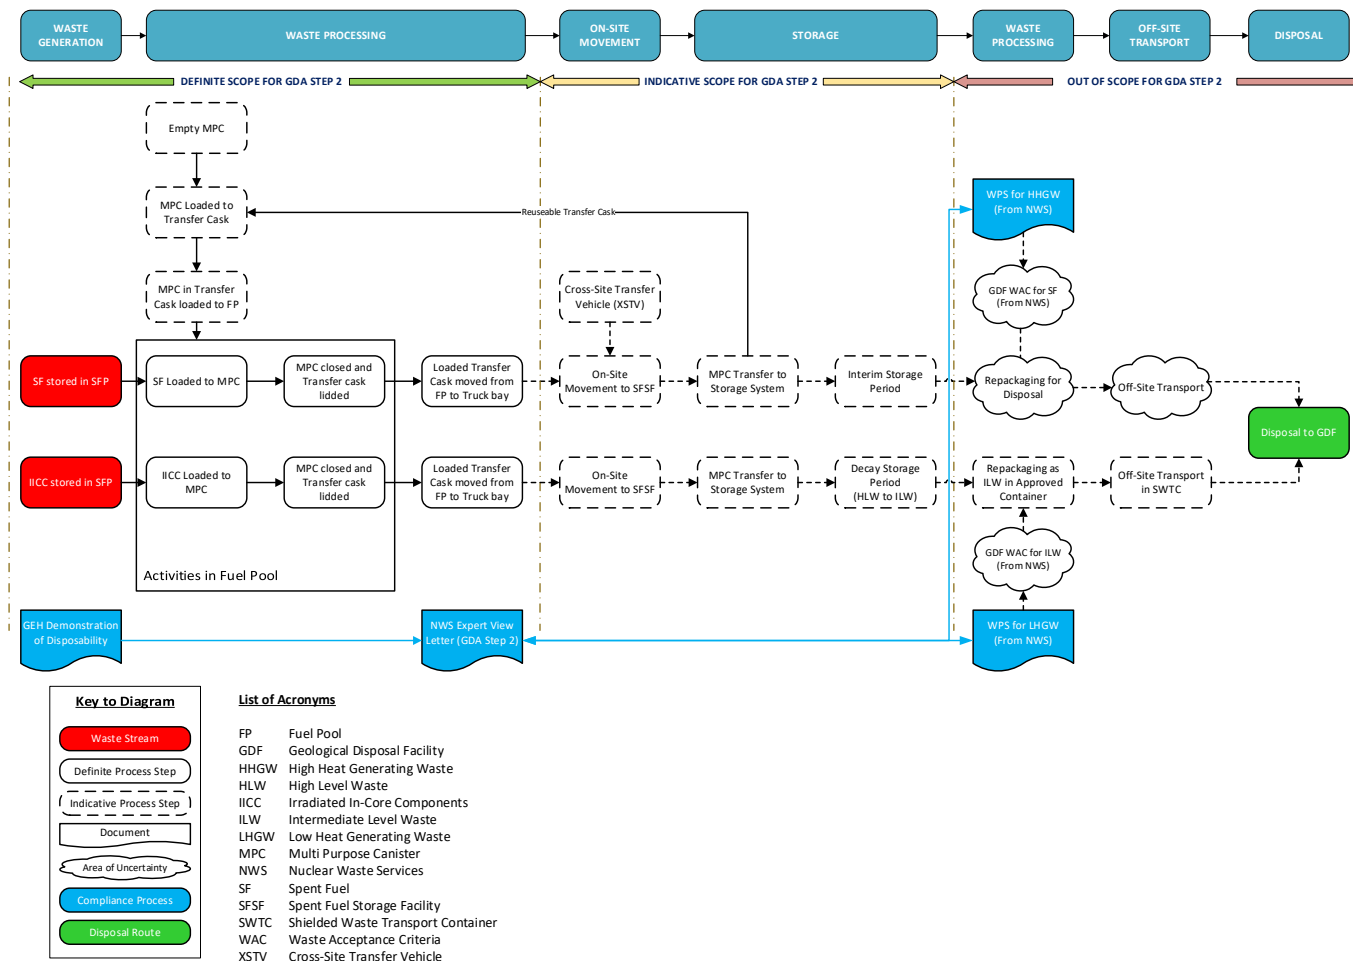 WASTE
GENERATION
WASTE PROCESSING
ON-SITE
MOVEMENT
STORAGE
WASTE
PROCESSING
OFF-SITE
TRANSPORT
DISPOSAL
DEFINITE SCOPE FOR GDA STEP 2
INDICATIVE SCOPE FOR GDA STEP 2
OUT OF SCOPE FOR GDA STEP 2
Empty MPC
MPC Loaded to
Transfer Cask
Reuseable Transfer Cask
WPS for HHGW
(From NWS)
MPC in Transfer
Cask loaded to FP
Cross-Site Transfer
Vehicle (XSTV)
GDF WAC for SF
(From NWS)
SF stored in SFP
SF Loaded to MPC
MPC closed and
Transfer cask
lidded
Loaded Transfer
Cask moved from
FP to Truck bay
On-Site
Movement to SFSF
MPC Transfer to
Storage System
Interim Storage
Period
Repackaging for
Disposal
Off-Site Transport
Disposal to GDF
IICC stored in SFP
IICC Loaded to
MPC
MPC closed and
Transfer cask
lidded
Loaded Transfer
Cask moved from
FP to Truck bay
On-Site
Movement to SFSF
MPC Transfer to
Storage System
Decay Storage
Period
(HLW to ILW)
Repackaging as
ILW in Approved
Container
Off-Site Transport
in SWTC
GDF WAC for ILW
(From NWS)
Activities in Fuel Pool
GEH Demonstration
of Disposability
NWS Expert View
Letter (GDA Step 2)
WPS for LHGW
(From NWS)
Key to Diagram
Waste Stream
Definite Process Step
Indicative Process Step
Document
Area of Uncertainty
Compliance Process
Disposal Route
List of Acronyms
FP Fuel Pool
GDF Geological Disposal Facility
HHGW High Heat Generating Waste
HLW High Level Waste
IICC Irradiated In-Core Components
ILW Intermediate Level Waste
LHGW Low Heat Generating Waste
MPC Multi Purpose Canister
NWS Nuclear Waste Services
SF Spent Fuel
SFSF Spent Fuel Storage Facility
SWTC Shielded Waste Transport Container
WAC Waste Acceptance Criteria
XSTV Cross-Site Transfer Vehicle